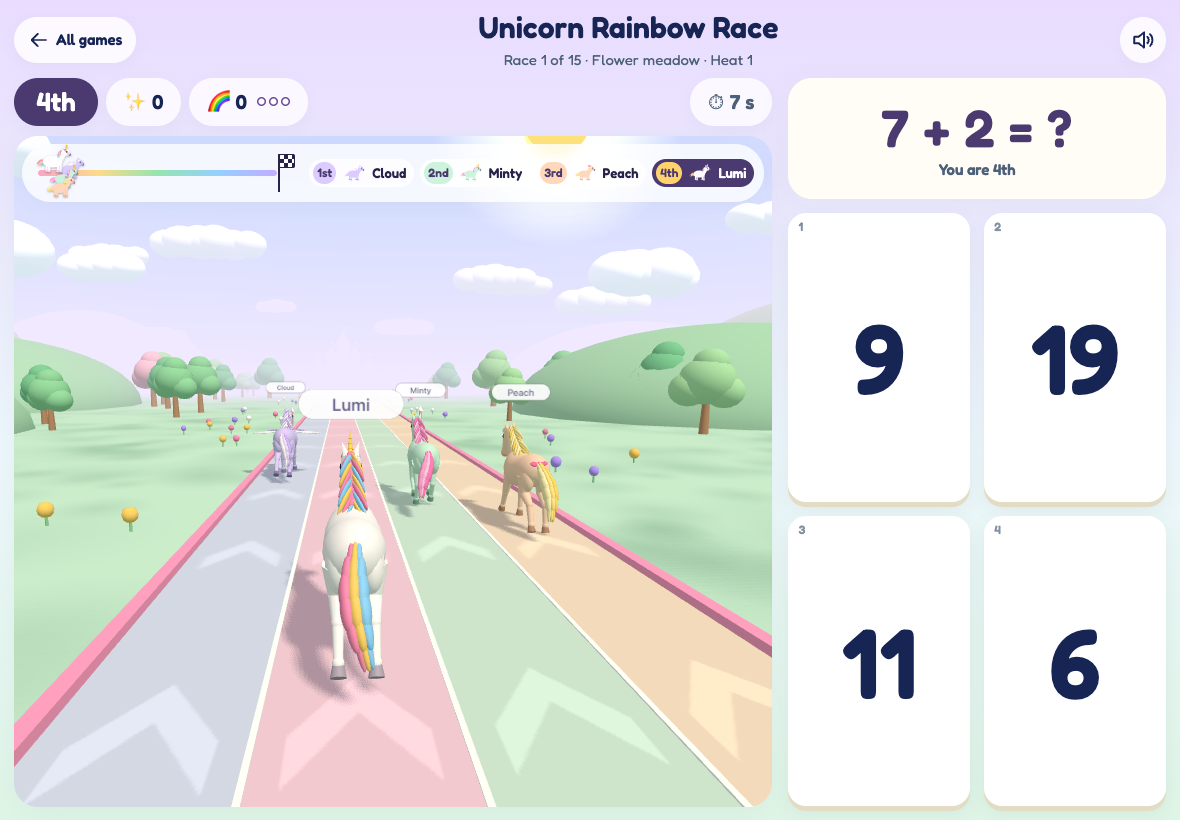 All games
Unicorn Rainbow Race
Race 1 of 15 · Flower meadow · Heat 1
4th
0
0
7 s
1st Cloud
2nd Minty
3rd Peach
4th Lumi
Cloud
Lumi
Minty
Peach
7 + 2 = ?
You are 4th
1
9
2
19
3
11
4
6